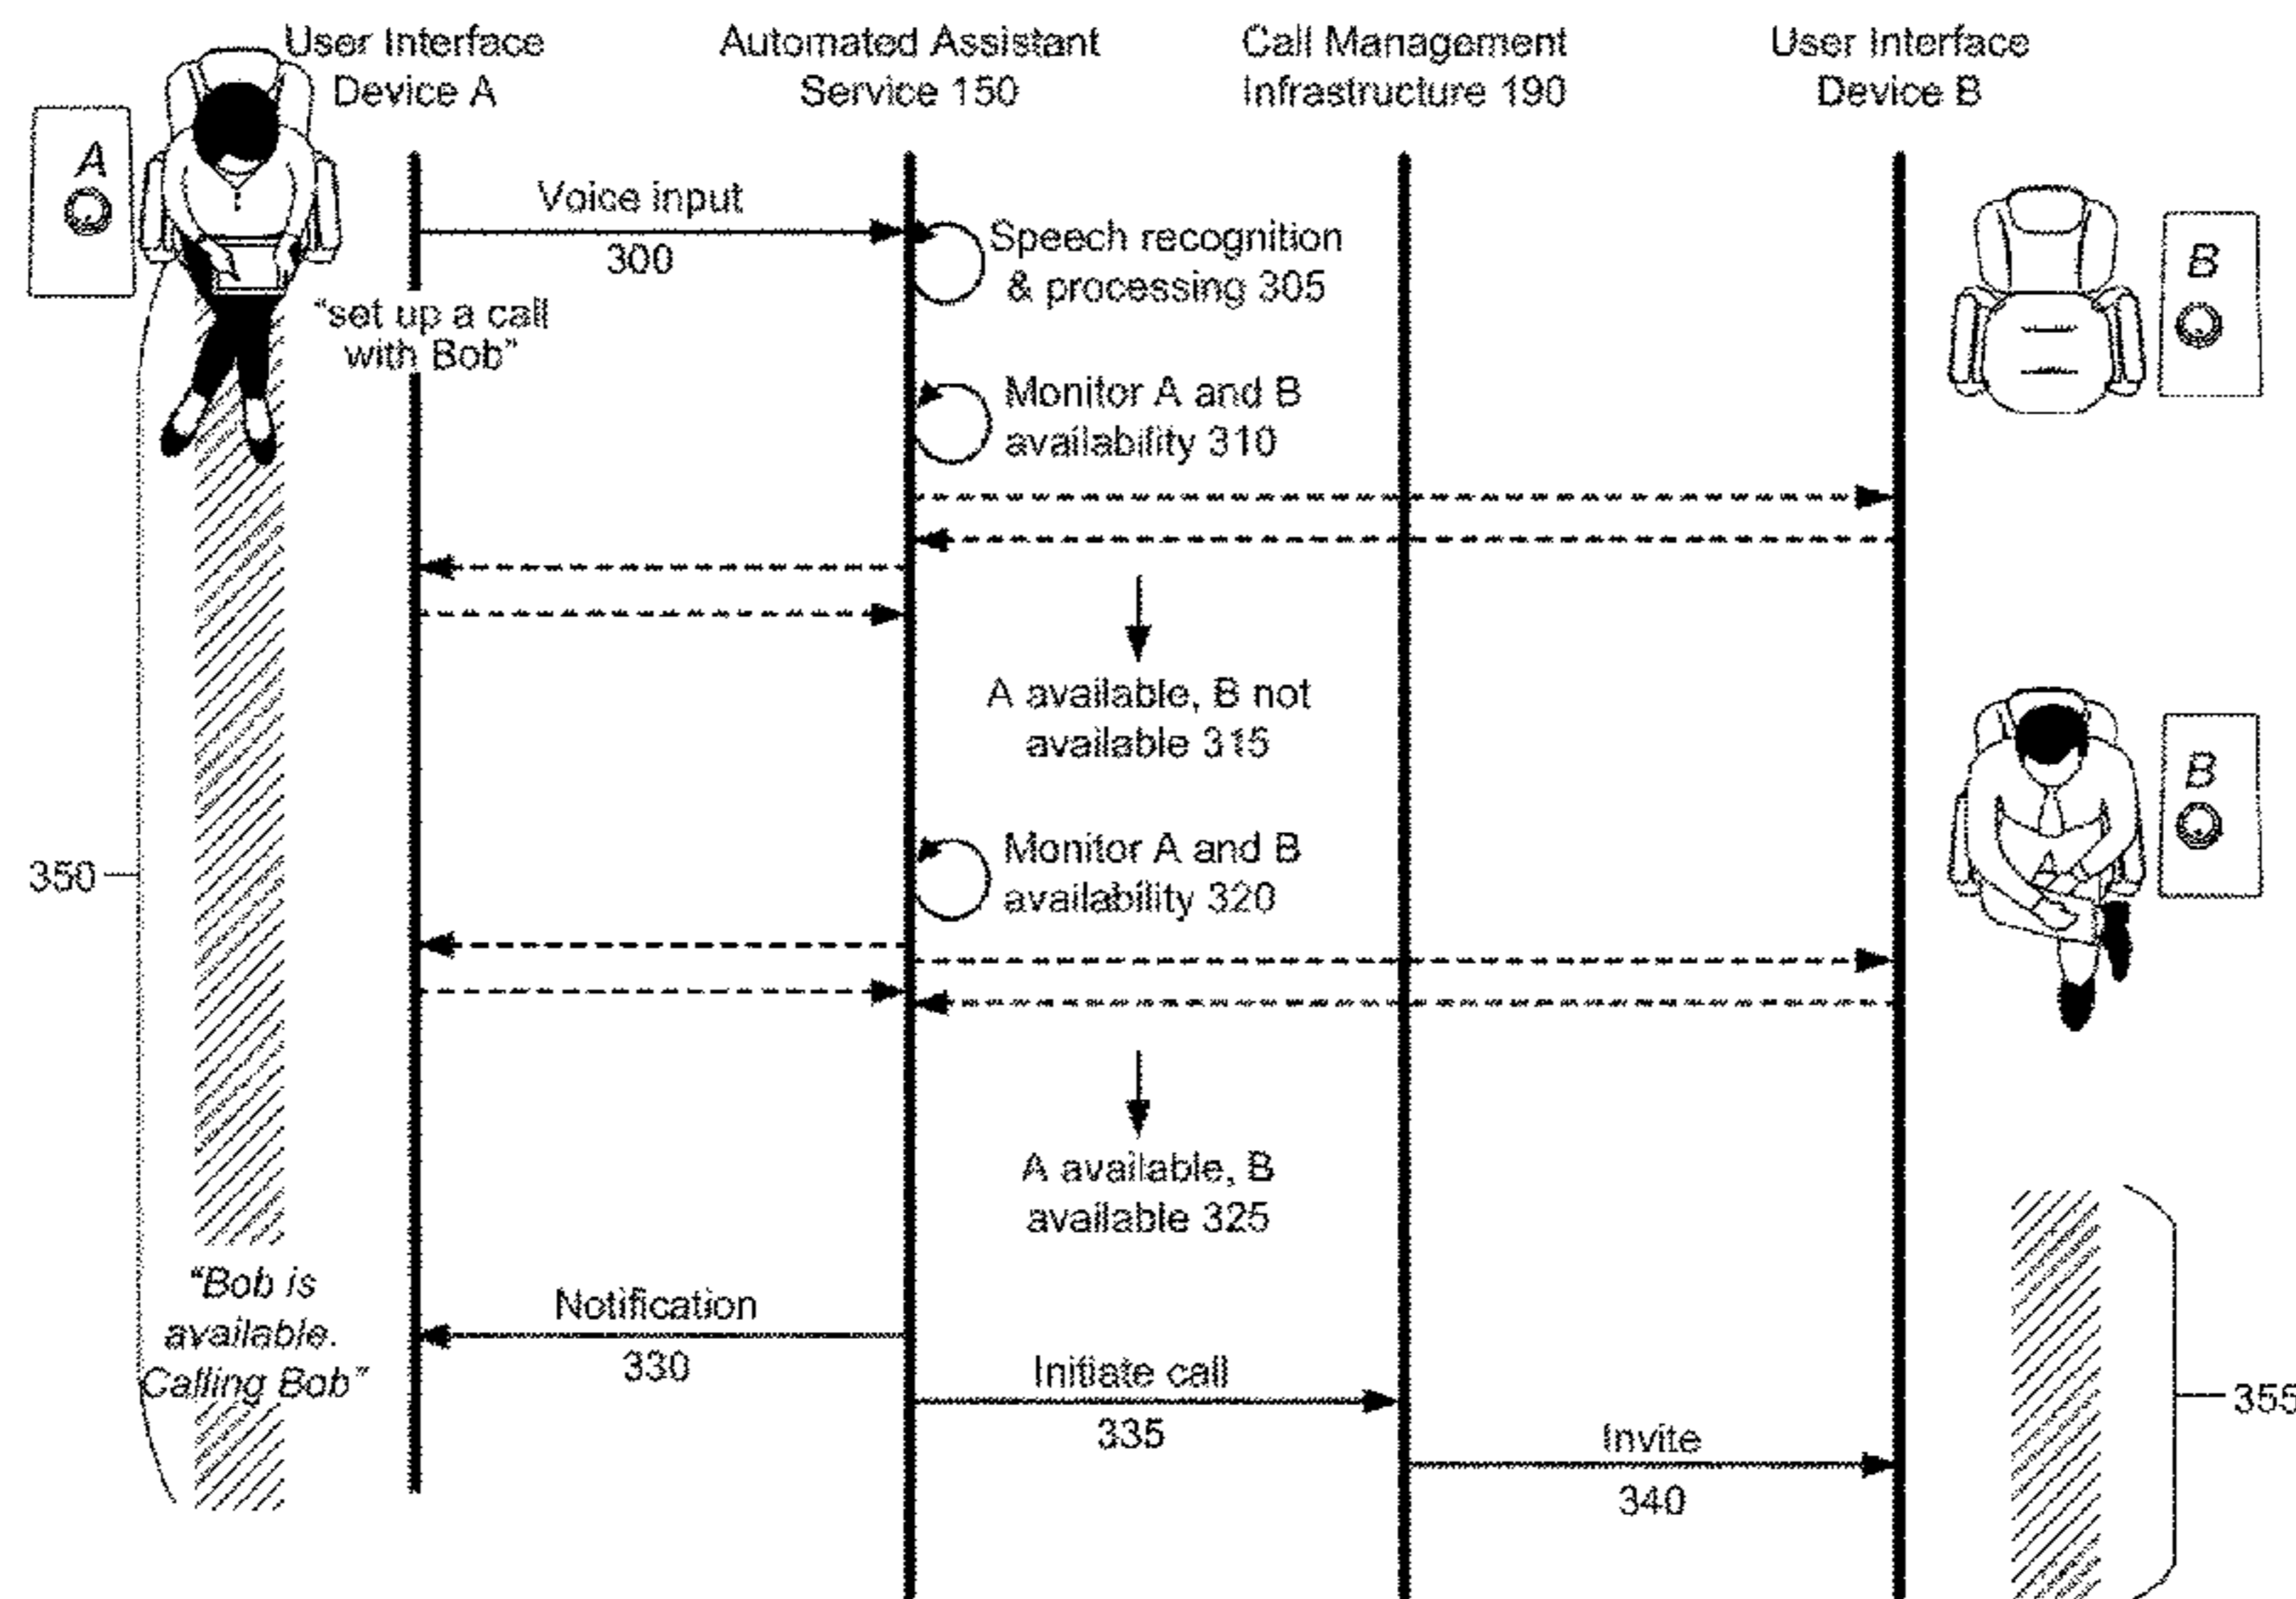 User Interface
Device A
Automated Assistant
Service 150
Call Management
Infrastructure 190
User Interface
Device B
A
Voice input
300
Speech recognition
& processing 305
B
"set up a call
with Bob"
Monitor A and B
availability 310
A available, B not
available 315
B
350
Monitor A and B
availability 320
A available, B
available 325
"Bob is
available.
Calling Bob"
Notification
330
Initiate call
335
355
Invite
340